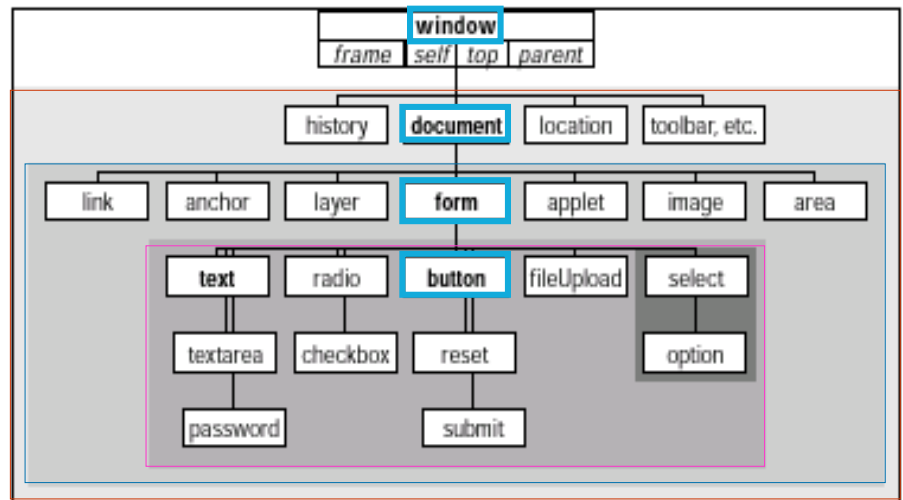 window
frame self top parent
history document location toolbar, etc.
link anchor layer form applet image area
text radio button fileUpload select
textarea checkbox reset option
password submit